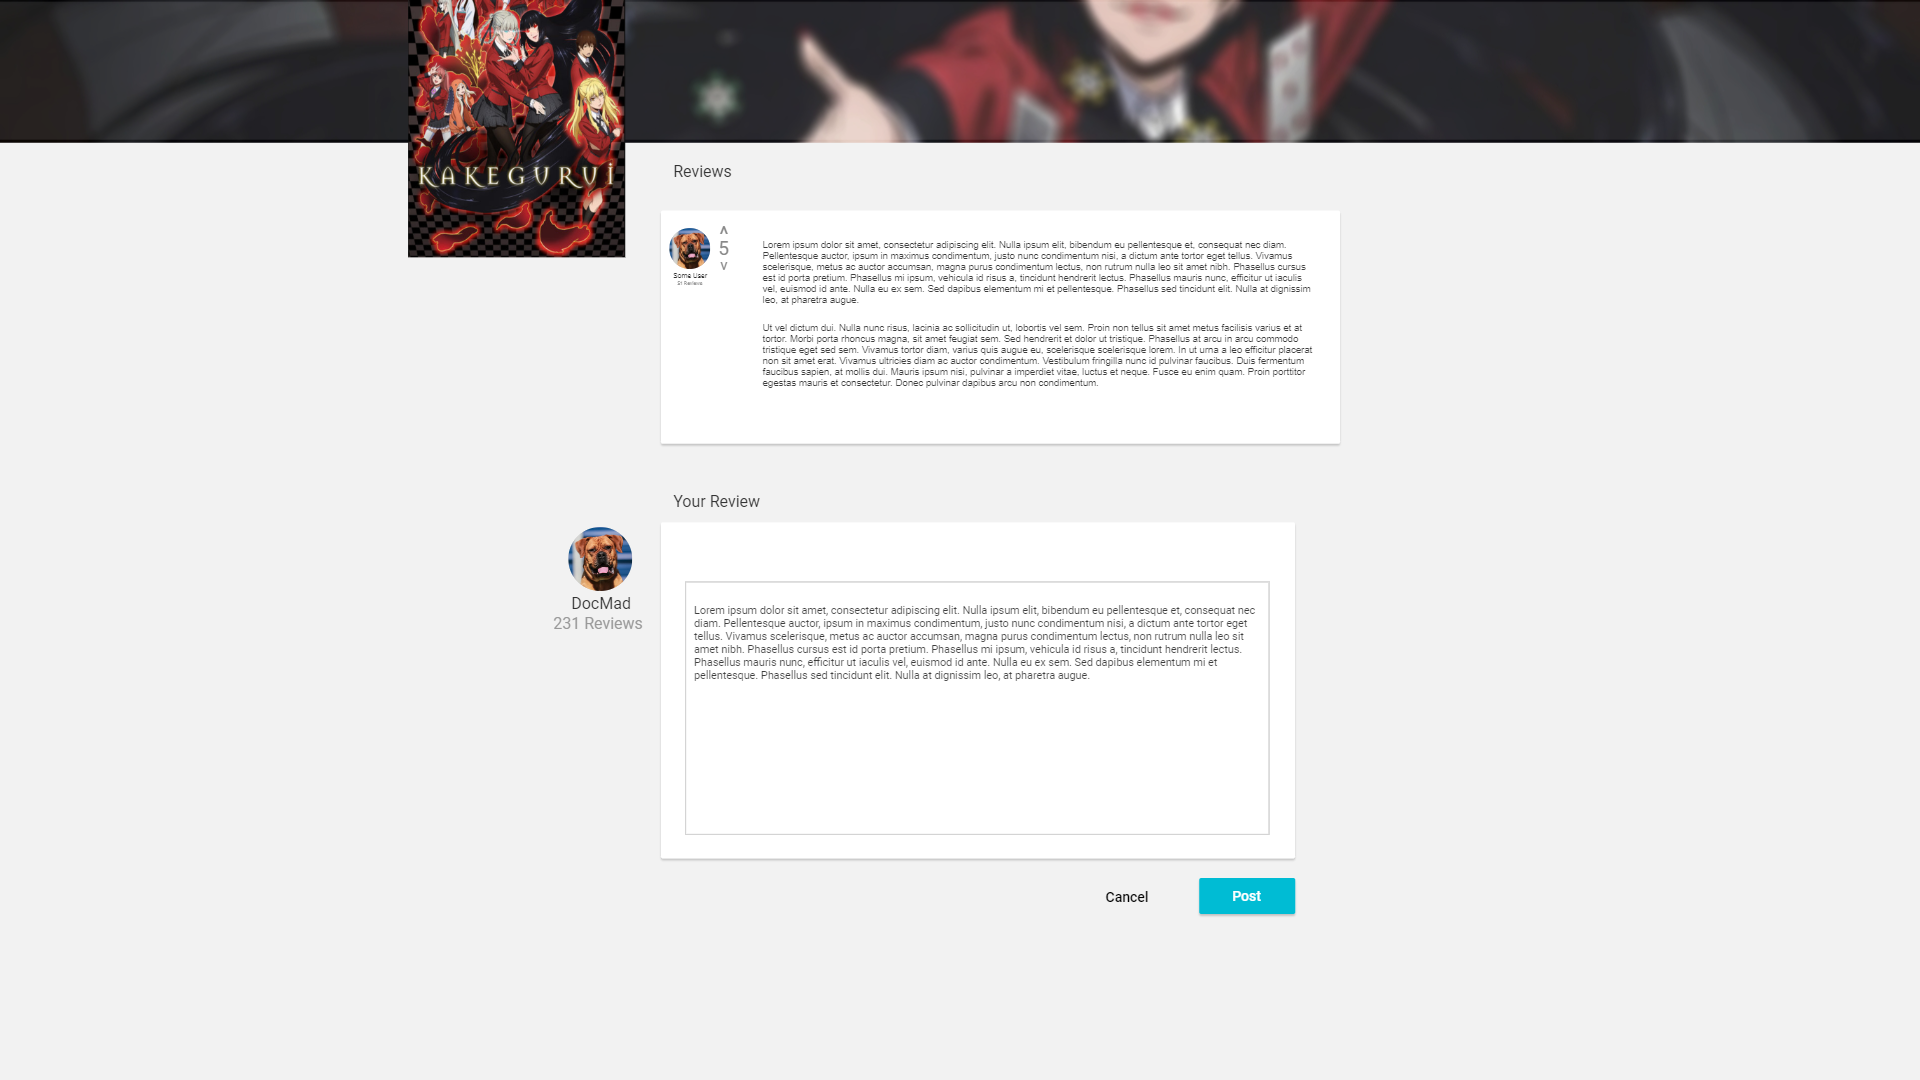 KAKEGURUI
Reviews
^
5
v
Some User
51 Reviews
Lorem ipsum dolor sit amet, consectetur adipiscing elit. Nulla ipsum elit, bibendum eu pellentesque et, consequat nec diam.
Pellentesque auctor, ipsum in maximus condimentum, justo nunc condimentum nisi, a dictum ante tortor eget tellus. Vivamus
scelerisque, metus ac auctor accumsan, magna purus condimentum lectus, non rutrum nulla leo sit amet nibh. Phasellus cursus
est id porta pretium. Phasellus mi ipsum, vehicula id risus a, tincidunt hendrerit lectus. Phasellus mauris nunc, efficitur ut iaculis
vel, euismod id ante. Nulla eu ex sem. Sed dapibus elementum mi et pellentesque. Phasellus sed tincidunt elit. Nulla at dignissim
leo, at pharetra augue.
Ut vel dictum dui. Nulla nunc risus, lacinia ac sollicitudin ut, lobortis vel sem. Proin non tellus sit amet metus facilisis varius et at
tortor. Morbi porta rhoncus magna, sit amet feugiat sem. Sed hendrerit et dolor ut tristique. Phasellus at arcu in arcu commodo
tristique eget sed sem. Vivamus tortor diam, varius quis augue eu, scelerisque scelerisque lorem. In ut urna a leo efficitur placerat
non sit amet erat. Vivamus ultricies diam ac auctor condimentum. Vestibulum fringilla nunc id pulvinar faucibus. Duis fermentum
faucibus sapien, at mollis dui. Mauris ipsum nisi, pulvinar a imperdiet vitae, luctus et neque. Fusce eu enim quam. Proin porttitor
egestas mauris et consectetur. Donec pulvinar dapibus arcu non condimentum.
Your Review
DocMad
231 Reviews
Lorem ipsum dolor sit amet, consectetur adipiscing elit. Nulla ipsum elit, bibendum eu pellentesque et, consequat nec
diam. Pellentesque auctor, ipsum in maximus condimentum, justo nunc condimentum nisi, a dictum ante tortor eget
tellus. Vivamus scelerisque, metus ac auctor accumsan, magna purus condimentum lectus, non rutrum nulla leo sit
amet nibh. Phasellus cursus est id porta pretium. Phasellus mi ipsum, vehicula id risus a, tincidunt hendrerit lectus.
Phasellus mauris nunc, efficitur ut iaculis vel, euismod id ante. Nulla eu ex sem. Sed dapibus elementum mi et
pellentesque. Phasellus sed tincidunt elit. Nulla at dignissim leo, at pharetra augue.
Cancel
Post